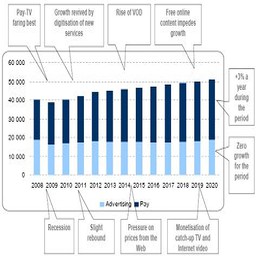 Pay-TV
faring best
Growth revived by
digitisation of new
services
Rise of VOD
Free online
content impedes
growth
60 000
50 000
40 000
30 000
20 000
10 000
0
2008 2009 2010 2011 2012 2013 2014 2015 2016 2017 2018 2019 2020
Advertising Pay
+3% a
year
during the
period
Zero
growth for
the period
Recession
Slight
rebound
Pressure on
prices from the
Web
Monetisation of
catch-up TV and
Internet video